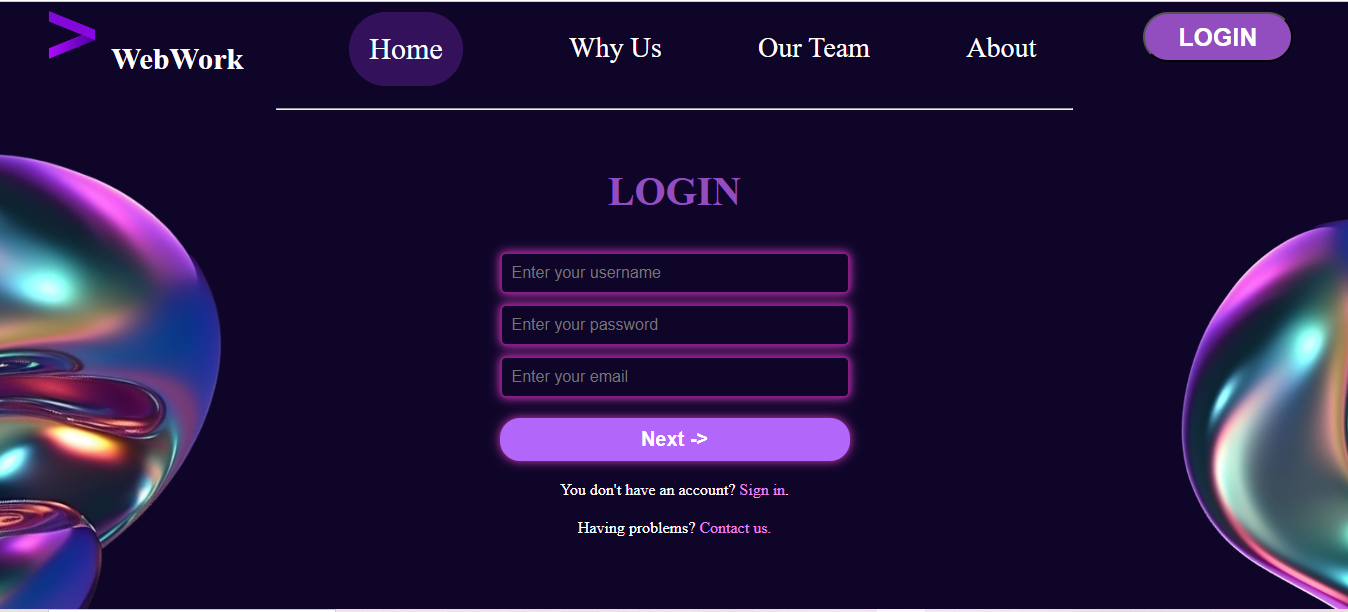 WebWork
Home
Why Us
Our Team
About
LOGIN
LOGIN
Enter your username
Enter your password
Enter your email
Next ->
You don't have an account? Sign in.
Having problems? Contact us.